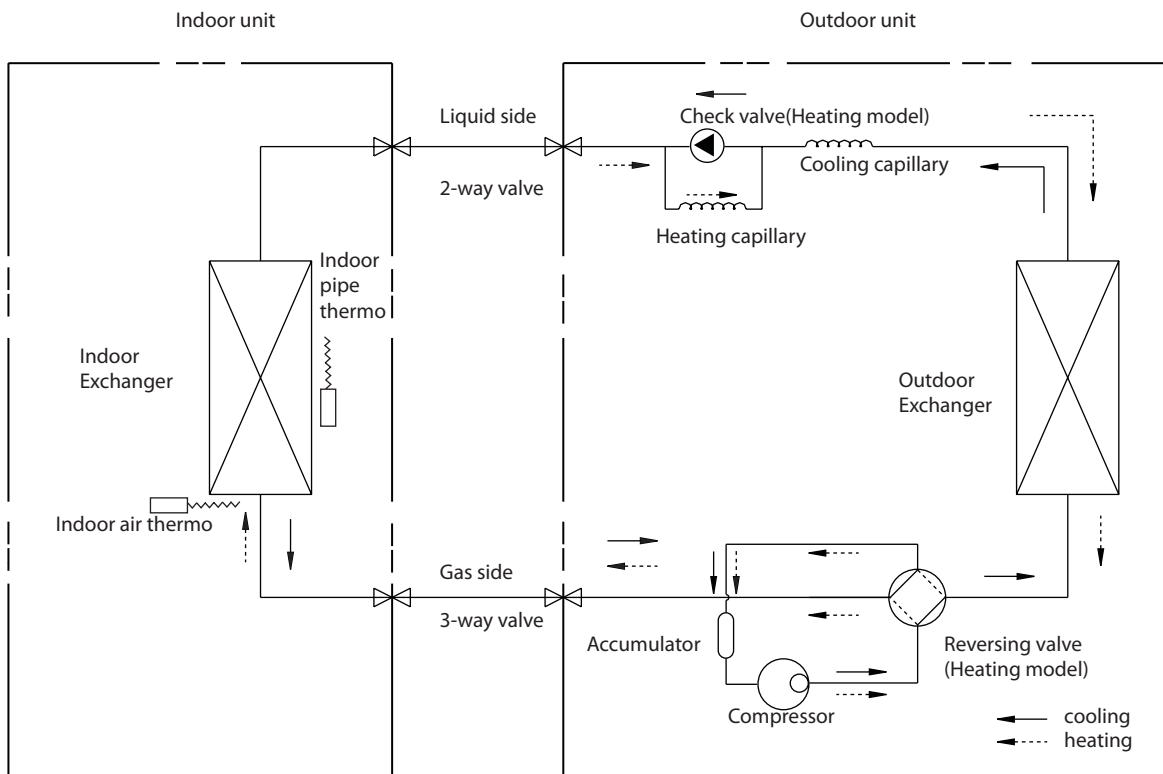 Indoor unit
Outdoor unit
Liquid side
2-way valve
Check valve(Heating model)
Cooling capillary
Heating capillary
Indoor
pipe
thermo
Indoor
Exchanger
Outdoor
Exchanger
Indoor air thermo
Gas side
3-way valve
Accumulator
Reversing valve
(Heating model)
Compressor
cooling
heating